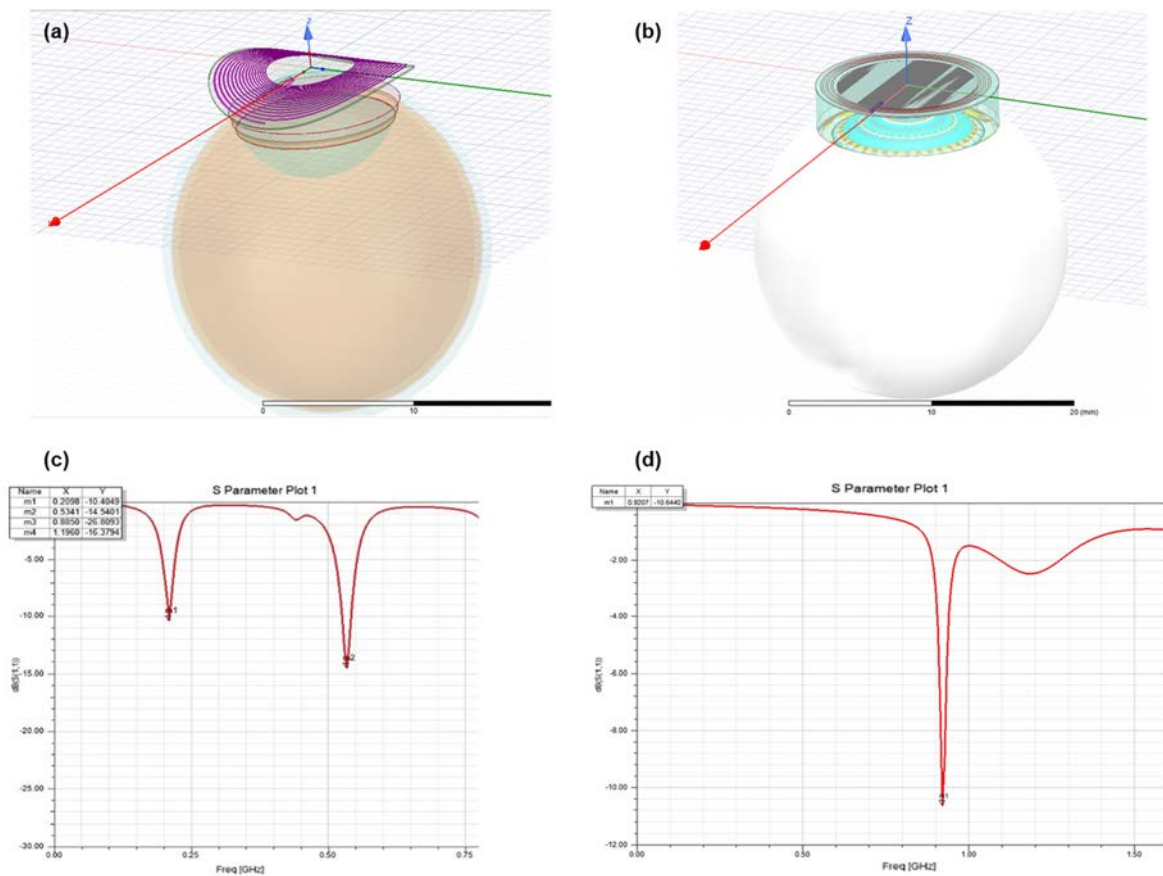 (a)
(b)
Z
Z
0 10
0 10 20 (mm)
(c)
(d)
S Parameter Plot 1
Name X Y
m1 0.2098 -10.4049
m2 0.5341 -14.5401
m3 0.8850 -26.8093
m4 1.1960 -16.3794
-5.00
-10.00
-15.00
-20.00
-25.00
-30.00
dB(S(1,1))
m1
m2
0.00 0.25 0.50 0.75
Freq [GHz]
S Parameter Plot 1
Name X Y
m1 0.9207 -10.6440
-2.00
-4.00
-6.00
-8.00
-10.00
-12.00
dB(S(1,1))
m1
0.00 0.50 1.00 1.50
Freq [GHz]